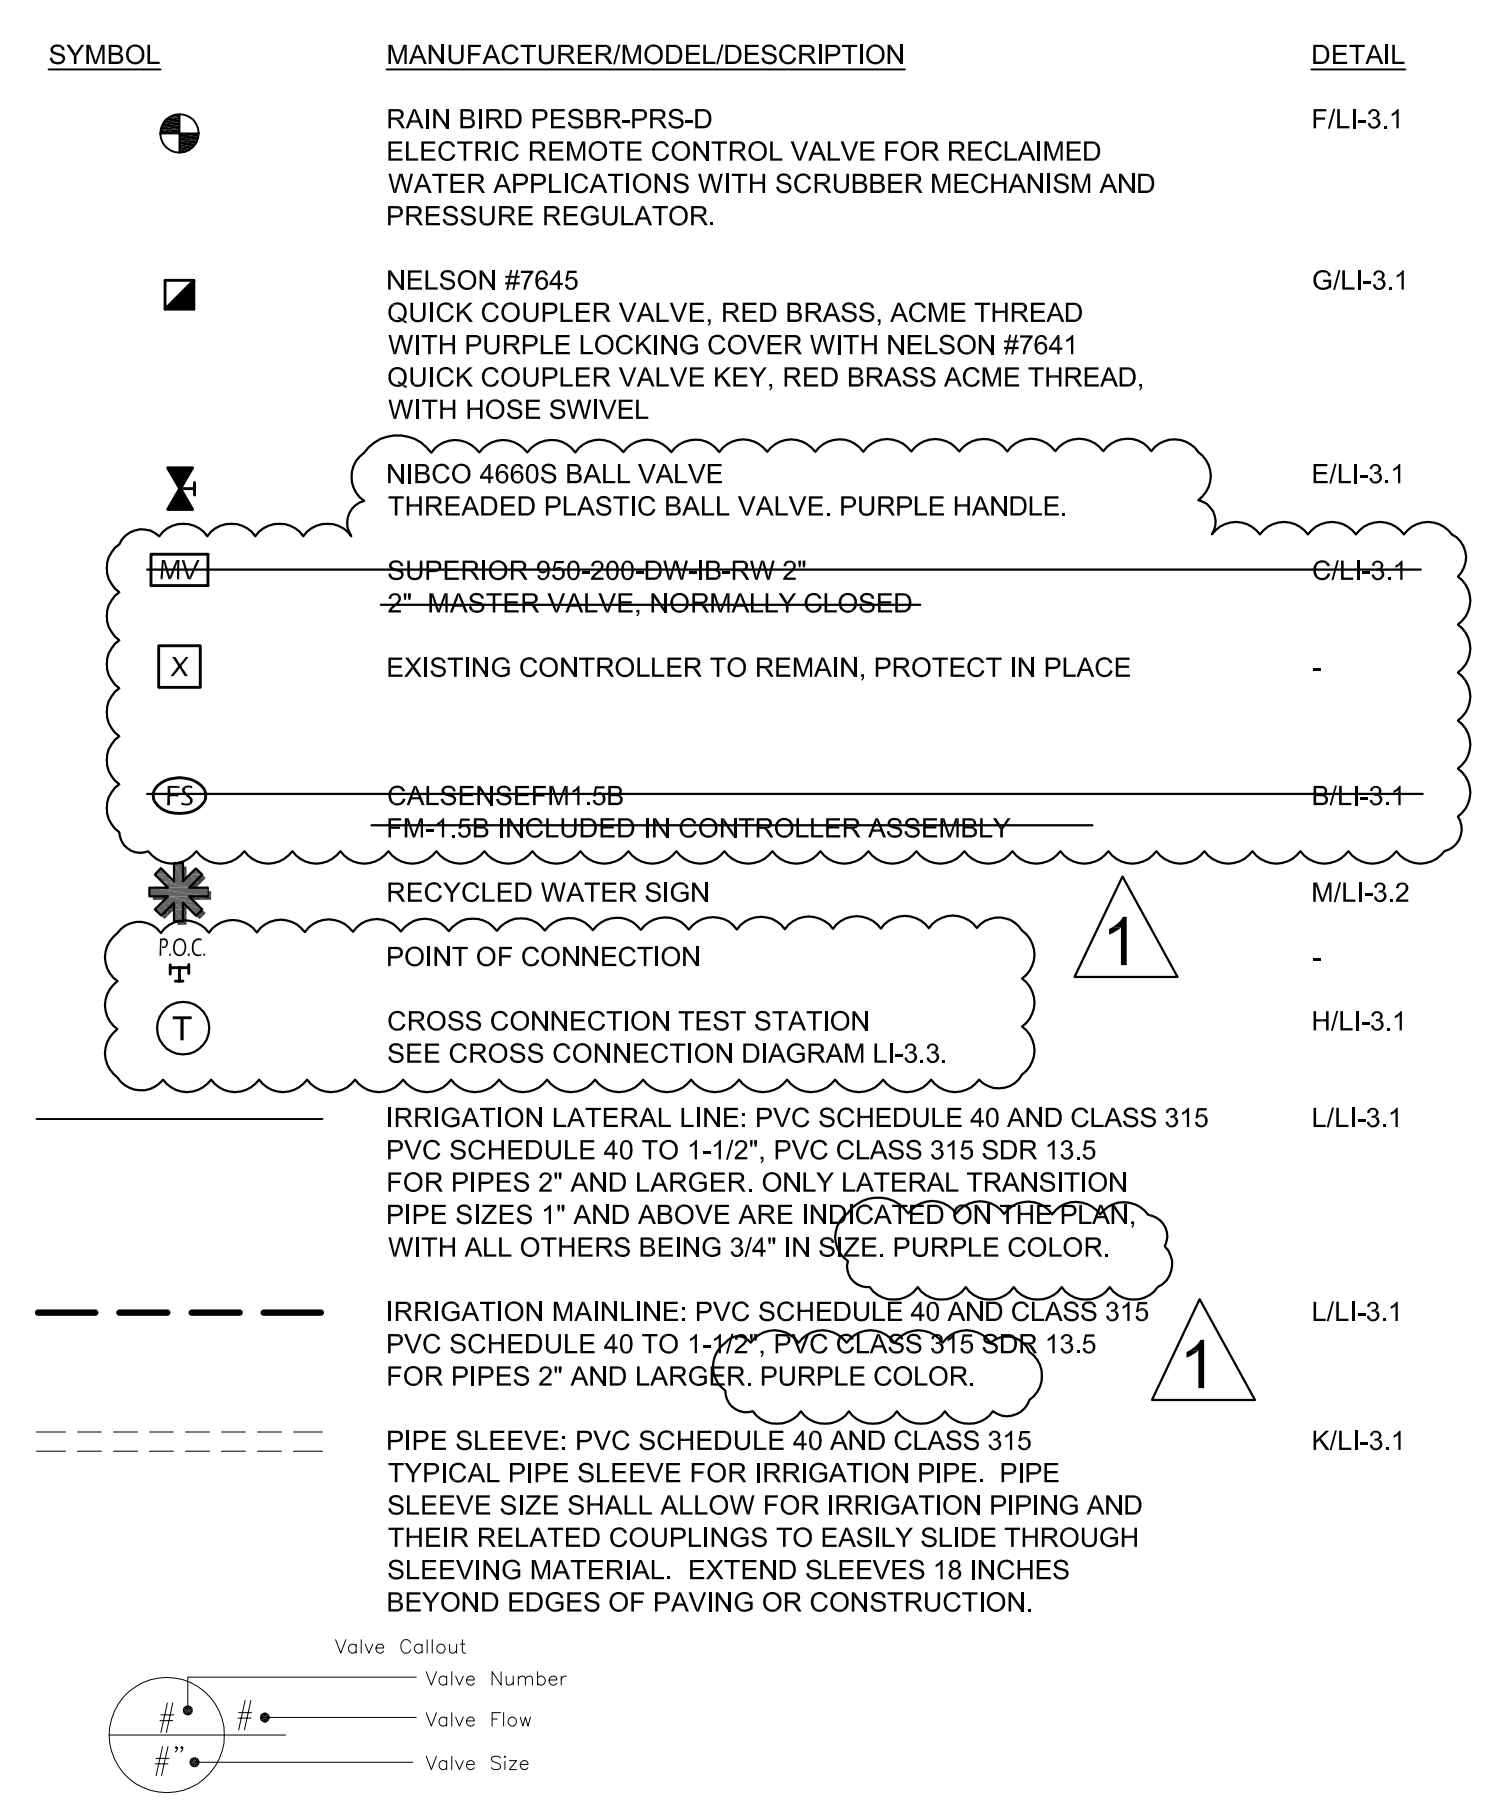 SYMBOL MANUFACTURER/MODEL/DESCRIPTION DETAIL
RAIN BIRD PESBR-PRS-D F/LI-3.1
ELECTRIC REMOTE CONTROL VALVE FOR RECLAIMED
WATER APPLICATIONS WITH SCRUBBER MECHANISM AND
PRESSURE REGULATOR.
NELSON #7645 G/LI-3.1
QUICK COUPLER VALVE, RED BRASS, ACME THREAD
WITH PURPLE LOCKING COVER WITH NELSON #7641
QUICK COUPLER VALVE KEY, RED BRASS ACME THREAD,
WITH HOSE SWIVEL
NIBCO 4660S BALL VALVE E/LI-3.1
THREADED PLASTIC BALL VALVE. PURPLE HANDLE.
MV SUPERIOR 950-200-DW-IB-RW 2" C/LI-3.1
2" MASTER VALVE, NORMALLY CLOSED
X EXISTING CONTROLLER TO REMAIN, PROTECT IN PLACE -
FS CALSENSEFM1.5B B/LI-3.1
FM-1.5B INCLUDED IN CONTROLLER ASSEMBLY
RECYCLED WATER SIGN M/LI-3.2
1
P.O.C. POINT OF CONNECTION -
T CROSS CONNECTION TEST STATION H/LI-3.1
SEE CROSS CONNECTION DIAGRAM LI-3.3.
IRRIGATION LATERAL LINE: PVC SCHEDULE 40 AND CLASS 315 L/LI-3.1
PVC SCHEDULE 40 TO 1-1/2", PVC CLASS 315 SDR 13.5
FOR PIPES 2" AND LARGER. ONLY LATERAL TRANSITION
PIPE SIZES 1" AND ABOVE ARE INDICATED ON THE PLAN,
WITH ALL OTHERS BEING 3/4" IN SIZE. PURPLE COLOR.
IRRIGATION MAINLINE: PVC SCHEDULE 40 AND CLASS 315 L/LI-3.1
PVC SCHEDULE 40 TO 1-1/2", PVC CLASS 315 SDR 13.5
1
FOR PIPES 2" AND LARGER. PURPLE COLOR.
PIPE SLEEVE: PVC SCHEDULE 40 AND CLASS 315 K/LI-3.1
TYPICAL PIPE SLEEVE FOR IRRIGATION PIPE. PIPE
SLEEVE SIZE SHALL ALLOW FOR IRRIGATION PIPING AND
THEIR RELATED COUPLINGS TO EASILY SLIDE THROUGH
SLEEVING MATERIAL. EXTEND SLEEVES 18 INCHES
BEYOND EDGES OF PAVING OR CONSTRUCTION.
Valve Callout
Valve Number
# # Valve Flow
#" Valve Size